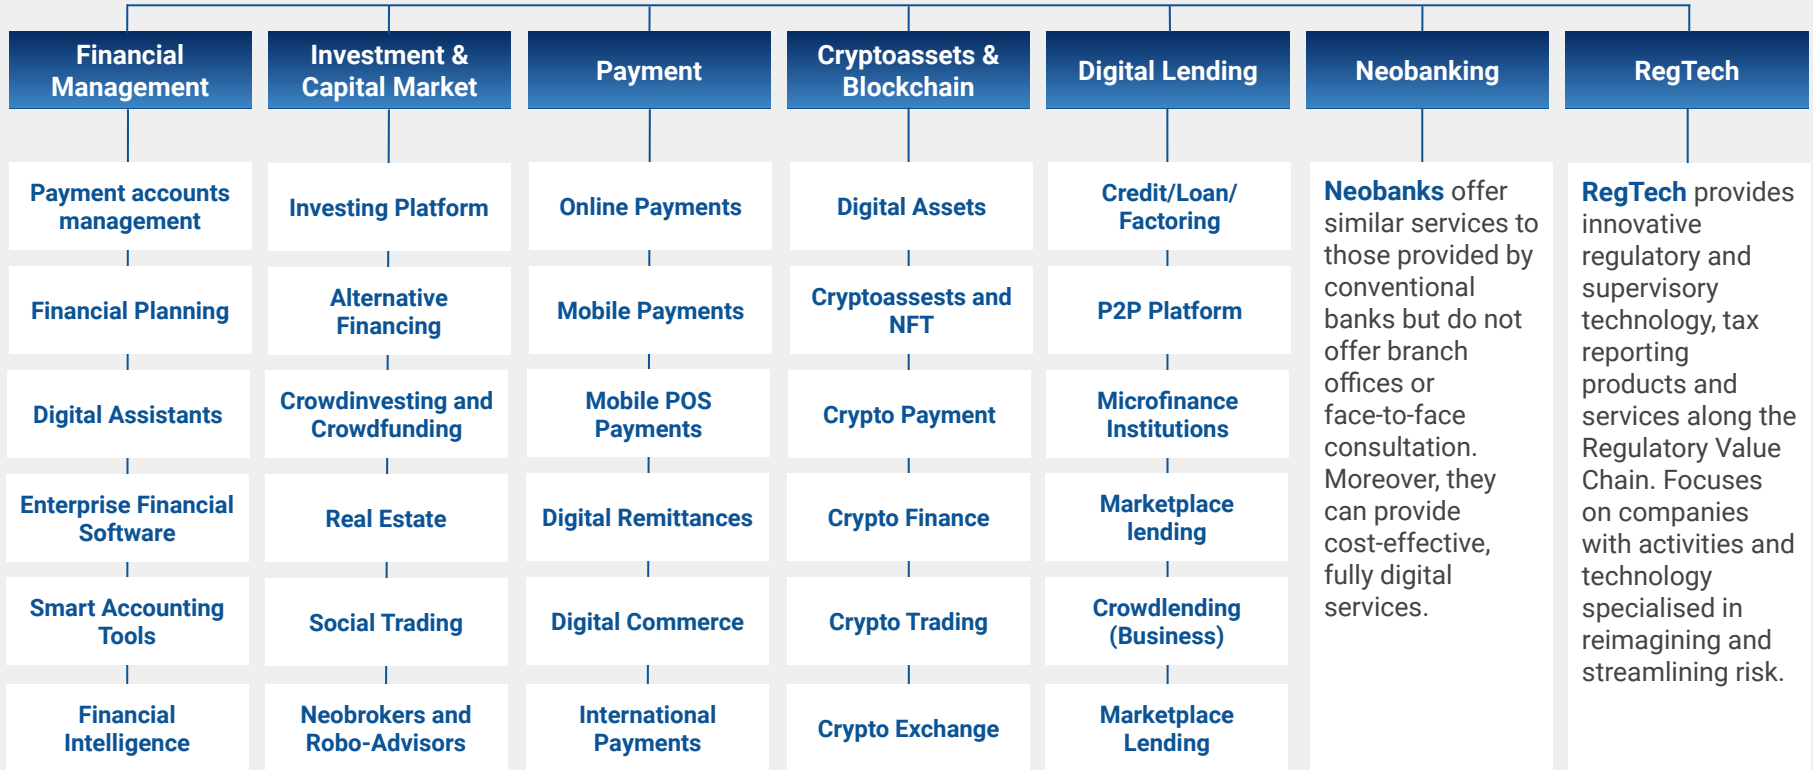 Financial
Management
Investment &
Capital Market
Payment
Cryptoassets &
Blockchain
Digital Lending
Neobanking
RegTech
Payment accounts
management
Financial Planning
Digital Assistants
Enterprise Financial
Software
Smart Accounting
Tools
Financial
Intelligence
Investing Platform
Alternative
Financing
Crowdinvesting and
Crowdfunding
Real Estate
Social Trading
Neobrokers and
Robo-Advisors
Online Payments
Mobile Payments
Mobile POS
Payments
Digital Remittances
Digital Commerce
International
Payments
Digital Assets
Cryptoassests and
NFT
Crypto Payment
Crypto Finance
Crypto Trading
Crypto Exchange
Credit/Loan/
Factoring
P2P Platform
Microfinance
Institutions
Marketplace
lending
Crowdlending
(Business)
Marketplace
Lending
Neobanks offer
similar services to
those provided by
conventional
banks but do not
offer branch
offices or
face-to-face
consultation.
Moreover, they
can provide
cost-effective,
fully digital
services.
RegTech provides
innovative
regulatory and
supervisory
technology, tax
reporting
products and
services along the
Regulatory Value
Chain. Focuses
on companies
with activities and
technology
specialised in
reimagining and
streamlining risk.